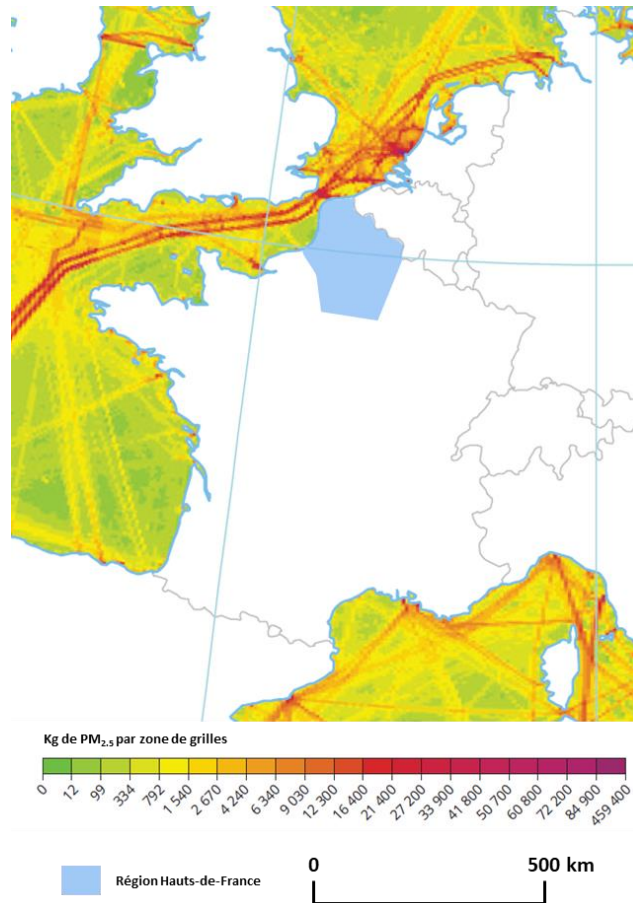 Kg de PM2.5 par zone de grilles
0 12 99 334 792 1 540 2 670 4 240 6 340 9 030 12 300 16 400 21 400 27 200 33 900 41 800 50 700 60 800 72 200 84 900 459 400
0 500 km
Région Hauts-de-France